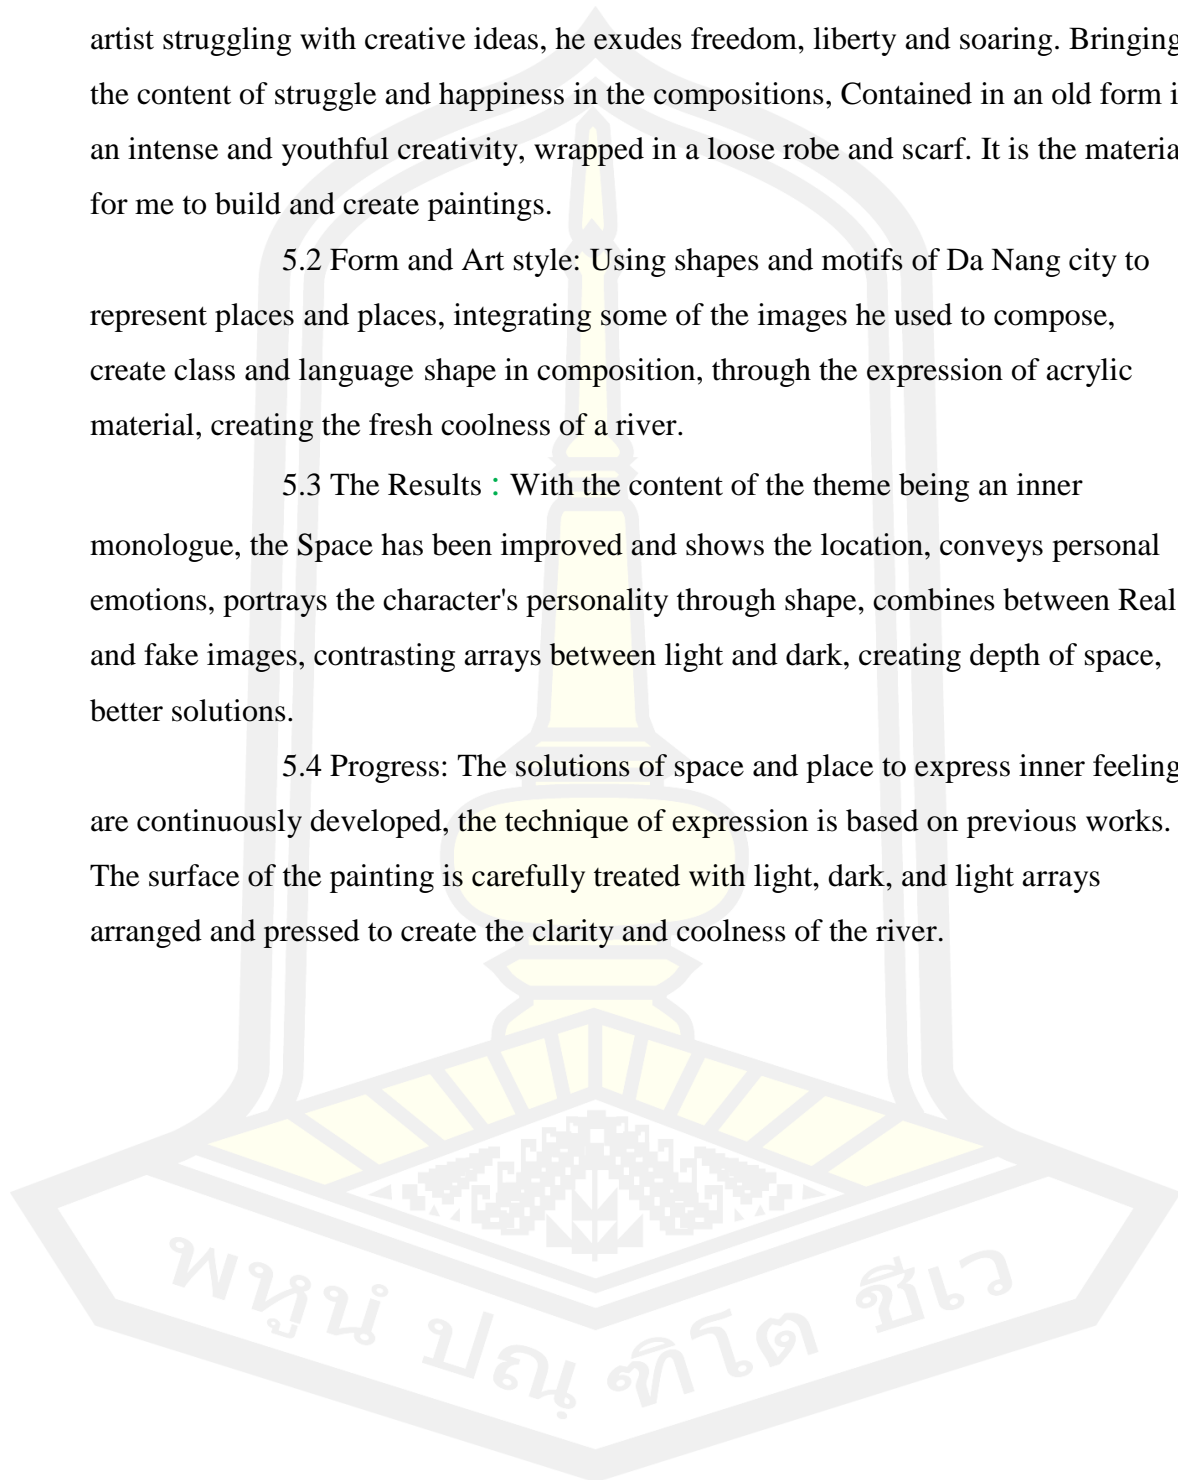 artist struggling with creative ideas, he exudes freedom, liberty and soaring. Bringing
the content of struggle and happiness in the compositions, Contained in an old form i
an intense and youthful creativity, wrapped in a loose robe and scarf. It is the materia
for me to build and create paintings.
5.2 Form and Art style: Using shapes and motifs of Da Nang city to
represent places and places, integrating some of the images he used to compose,
create class and language shape in composition, through the expression of acrylic
material, creating the fresh coolness of a river.
5.3 The Results : With the content of the theme being an inner
monologue, the Space has been improved and shows the location, conveys personal
emotions, portrays the character's personality through shape, combines between Real
and fake images, contrasting arrays between light and dark, creating depth of space,
better solutions.
5.4 Progress: The solutions of space and place to express inner feeling
are continuously developed, the technique of expression is based on previous works.
The surface of the painting is carefully treated with light, dark, and light arrays
arranged and pressed to create the clarity and coolness of the river.
พหูนํ ปณฺฑิโต ชีเว